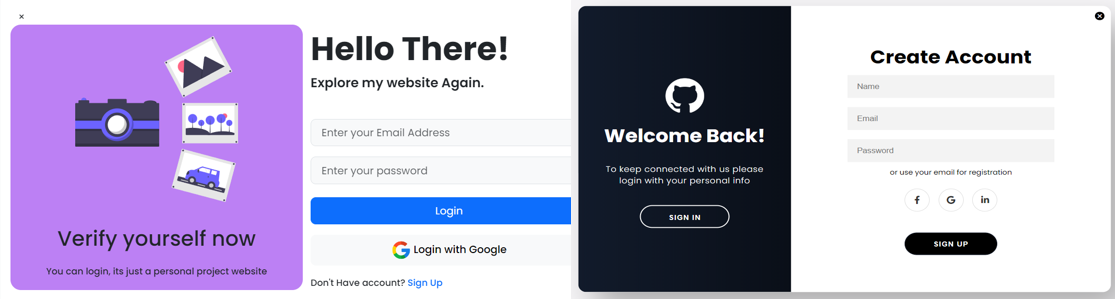 ×
Verify yourself now
You can login, its just a personal project website
Hello There!
Explore my website Again.
Enter your Email Address
Enter your password
Login
Login with Google
Don't Have account? Sign Up
Welcome Back!
To keep connected with us please
login with your personal info
SIGN IN
Create Account
Name
Email
Password
or use your email for registration
f G in
SIGN UP